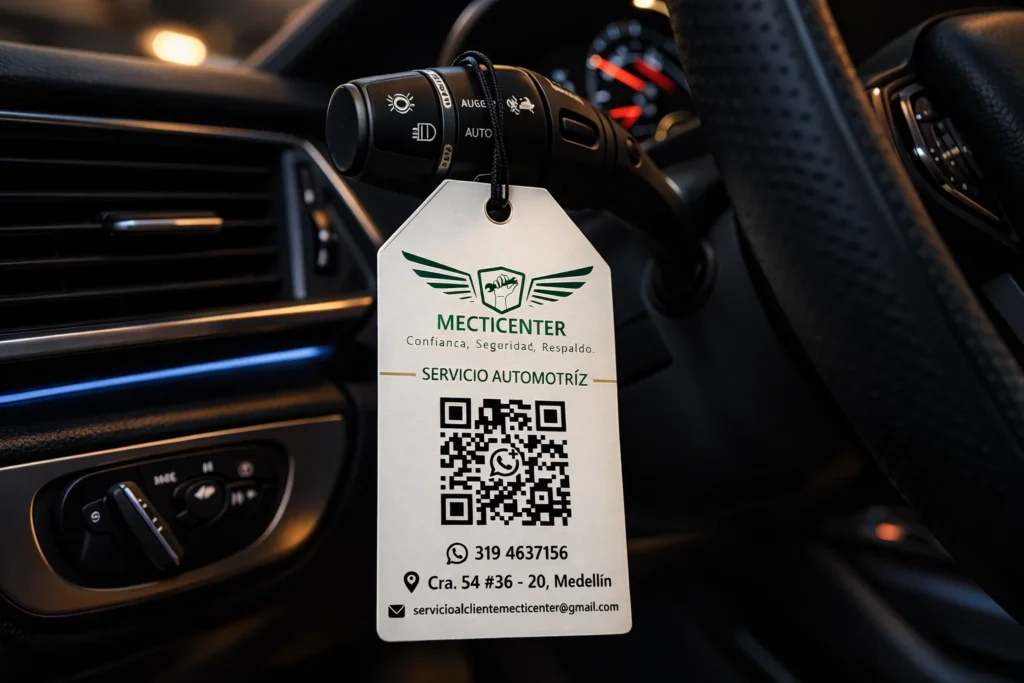 AUTO
MECTICENTER
Confianca, Seguridad, Respaldo.
SERVICIO AUTOMOTRÍZ
319 4637156
Cra. 54 #36 - 20, Medellín
servicioalclientemecticenter@gmail.com